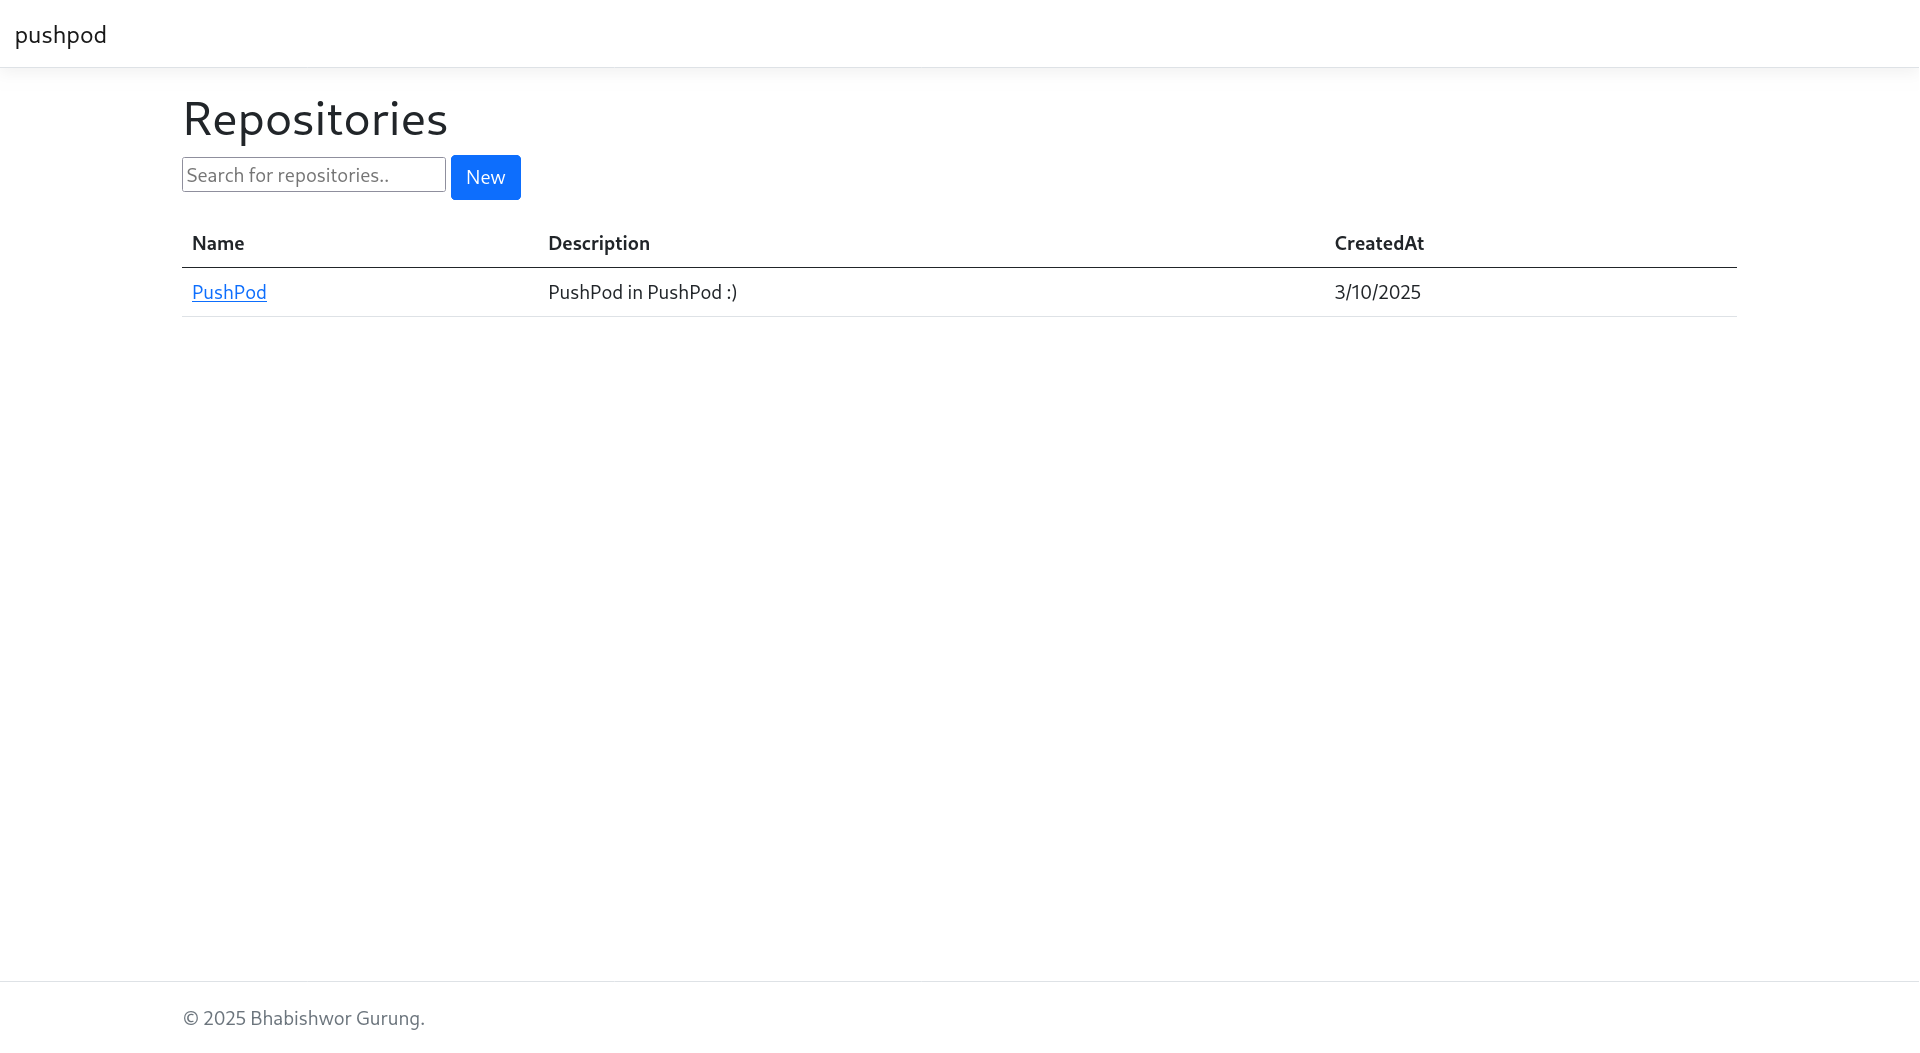 pushpod
Repositories
Search for repositories.. New
Name Description CreatedAt
PushPod PushPod in PushPod :) 3/10/2025
© 2025 Bhabishwor Gurung.